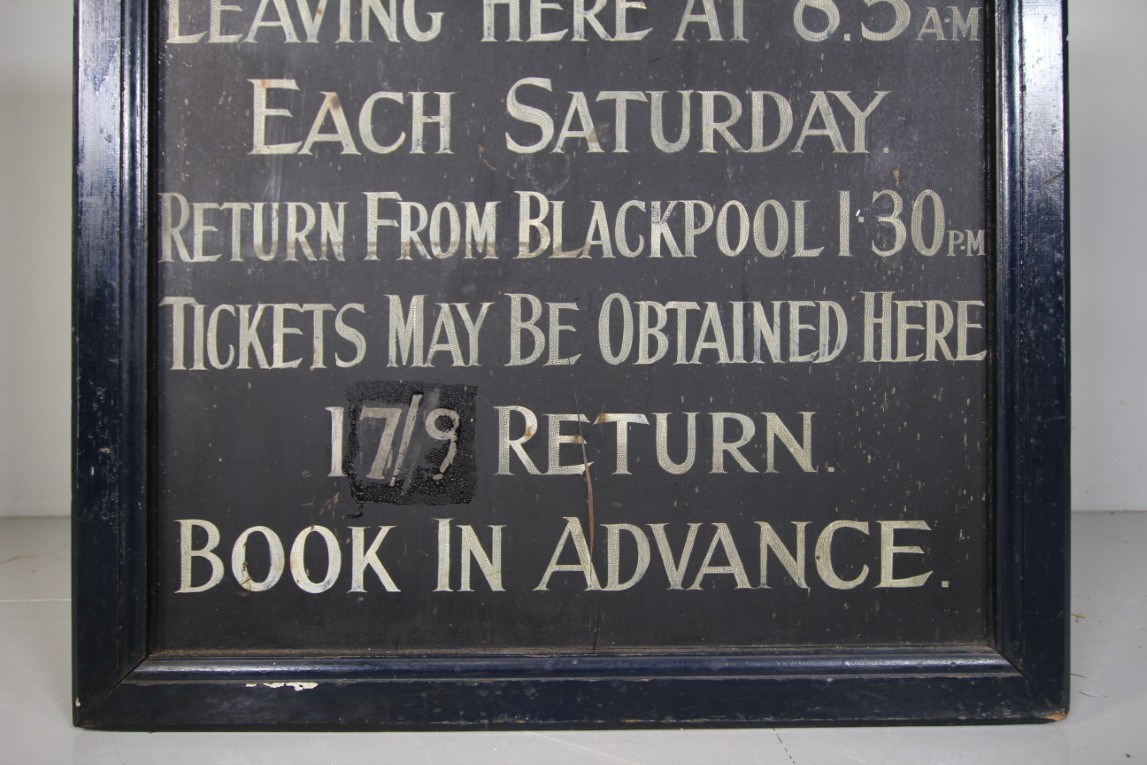 LEAVING HERE AT 8.5 A.M
EACH SATURDAY
RETURN FROM BLACKPOOL 1·30 P.M
TICKETS MAY BE OBTAINED HERE
17/9 RETURN.
BOOK IN ADVANCE.